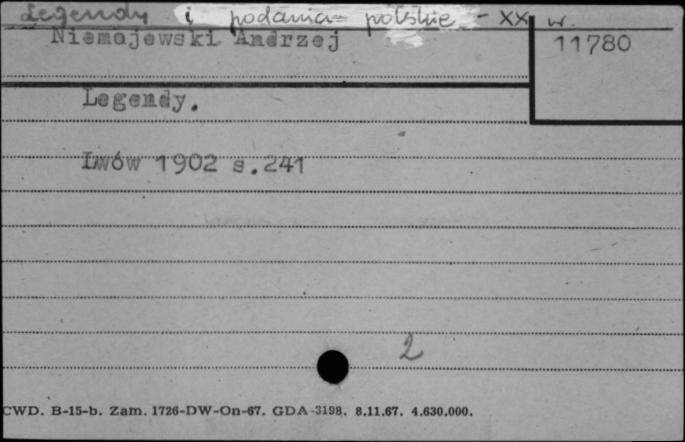 Legendy i podania polskie - XX w.
Niemojewski Andrzej
11780
Legendy.
Lwów 1902 s.241
2
CWD. B-15-b. Zam. 1726-DW-On-67. GDA-3198. 8.11.67. 4.630.000.